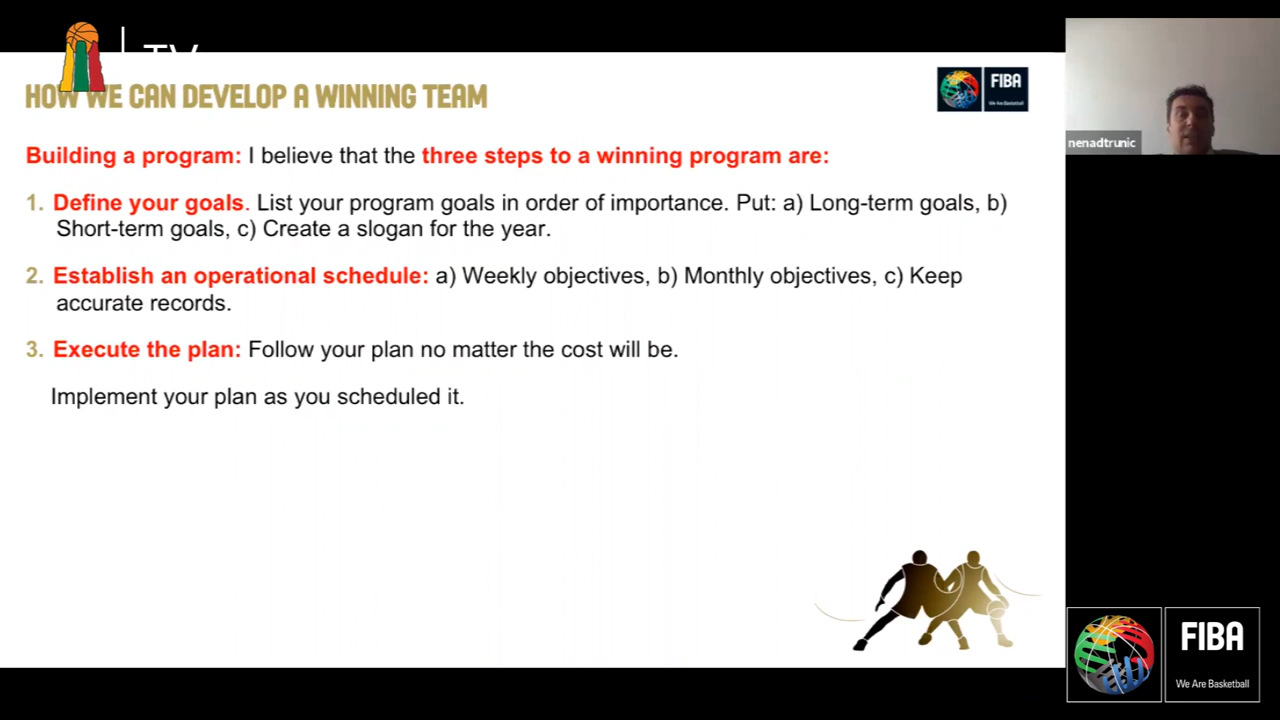 TV
HOW WE CAN DEVELOP A WINNING TEAM
FIBA
We Are Basketball
nenadtrunic
Building a program: I believe that the three steps to a winning program are:
1. Define your goals. List your program goals in order of importance. Put: a) Long-term goals, b)
Short-term goals, c) Create a slogan for the year.
2. Establish an operational schedule: a) Weekly objectives, b) Monthly objectives, c) Keep
accurate records.
3. Execute the plan: Follow your plan no matter the cost will be.
Implement your plan as you scheduled it.
FIBA
We Are Basketball